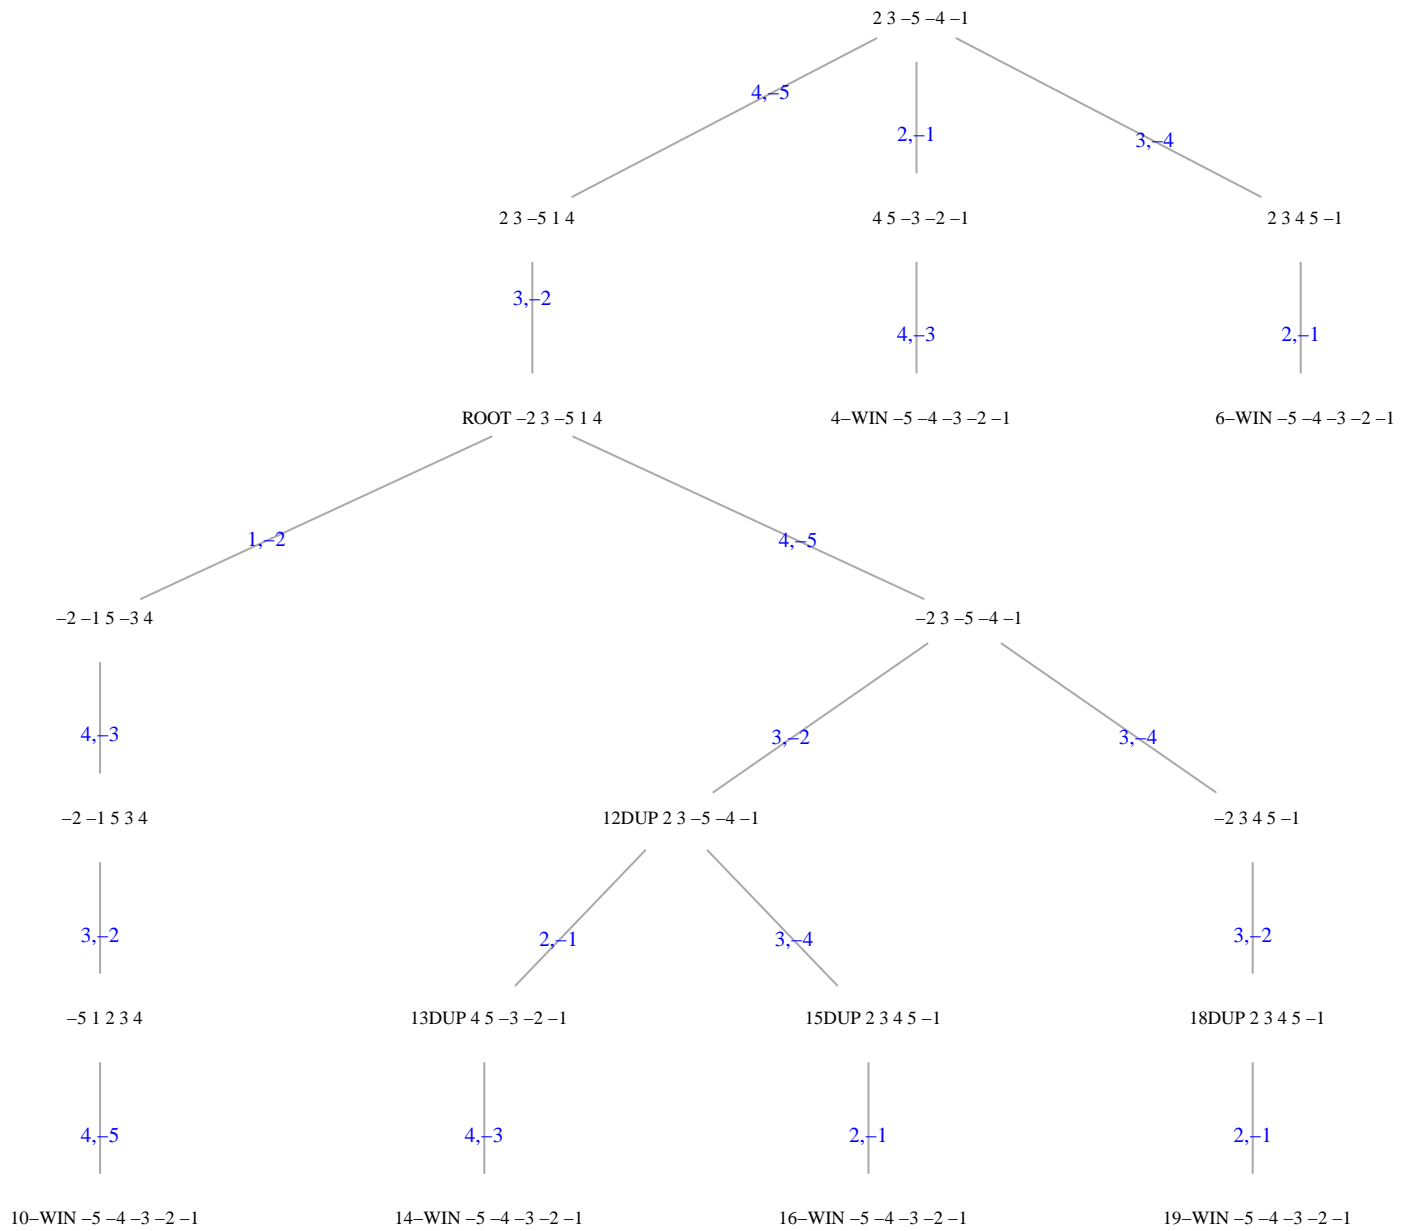 2 3 –5 –4 –1
4,–5
2,–1
3,–4
2 3 –5 1 4
4 5 –3 –2 –1
2 3 4 5 –1
3,–2
4,–3
2,–1
ROOT –2 3 –5 1 4
4–WIN –5 –4 –3 –2 –1
6–WIN –5 –4 –3 –2 –1
1,–2
4,–5
–2 –1 5 –3 4
–2 3 –5 –4 –1
4,–3
3,–2
3,–4
–2 –1 5 3 4
12DUP 2 3 –5 –4 –1
–2 3 4 5 –1
3,–2
2,–1
3,–4
3,–2
–5 1 2 3 4
13DUP 4 5 –3 –2 –1
15DUP 2 3 4 5 –1
18DUP 2 3 4 5 –1
4,–5
4,–3
2,–1
2,–1
10–WIN –5 –4 –3 –2 –1
14–WIN –5 –4 –3 –2 –1
16–WIN –5 –4 –3 –2 –1
19–WIN –5 –4 –3 –2 –1